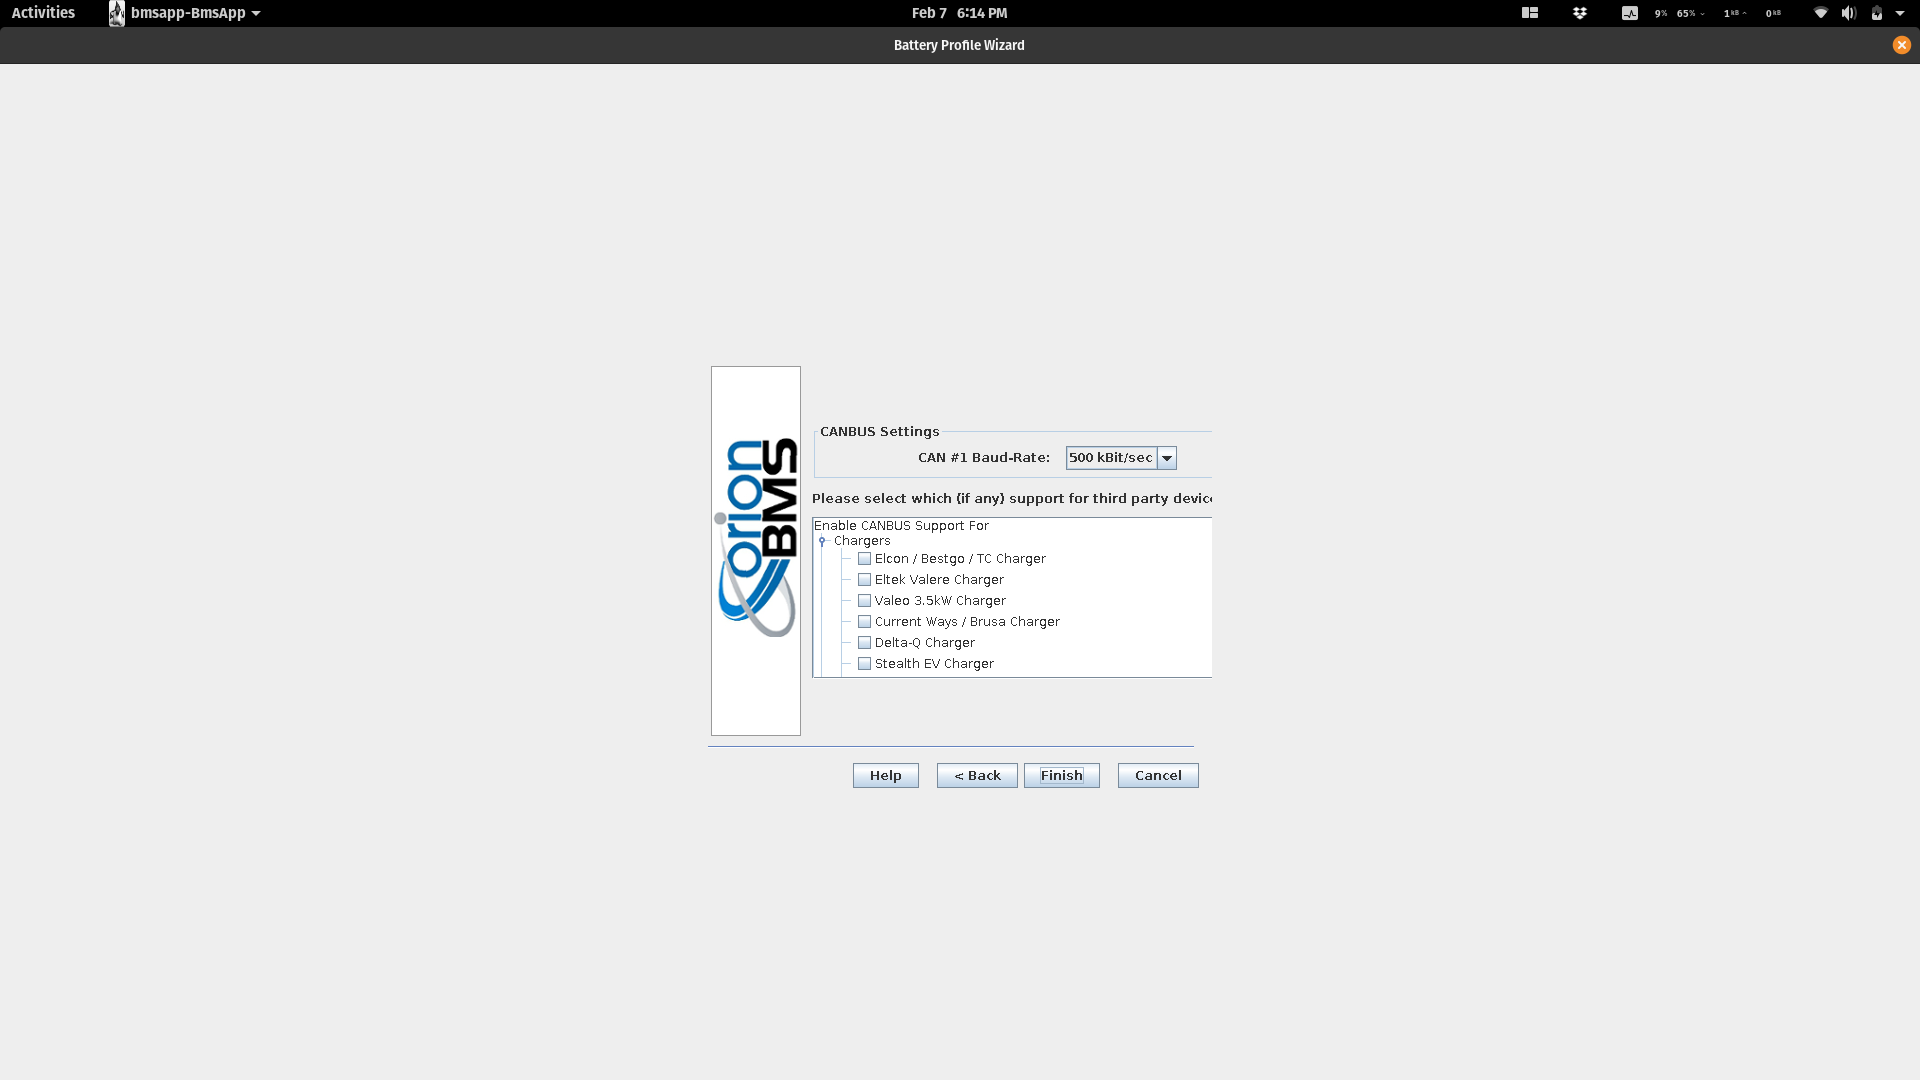 Activities
bmsapp-BmsApp
Feb 7 6:14 PM
9%
65%
1 kB
0 kB
Battery Profile Wizard
orion
BMS
CANBUS Settings
CAN #1 Baud-Rate: 500 kBit/sec
Please select which (if any) support for third party device
Enable CANBUS Support For
Chargers
Elcon / Bestgo / TC Charger
Eltek Valere Charger
Valeo 3.5kW Charger
Current Ways / Brusa Charger
Delta-Q Charger
Stealth EV Charger
Help
< Back
Finish
Cancel